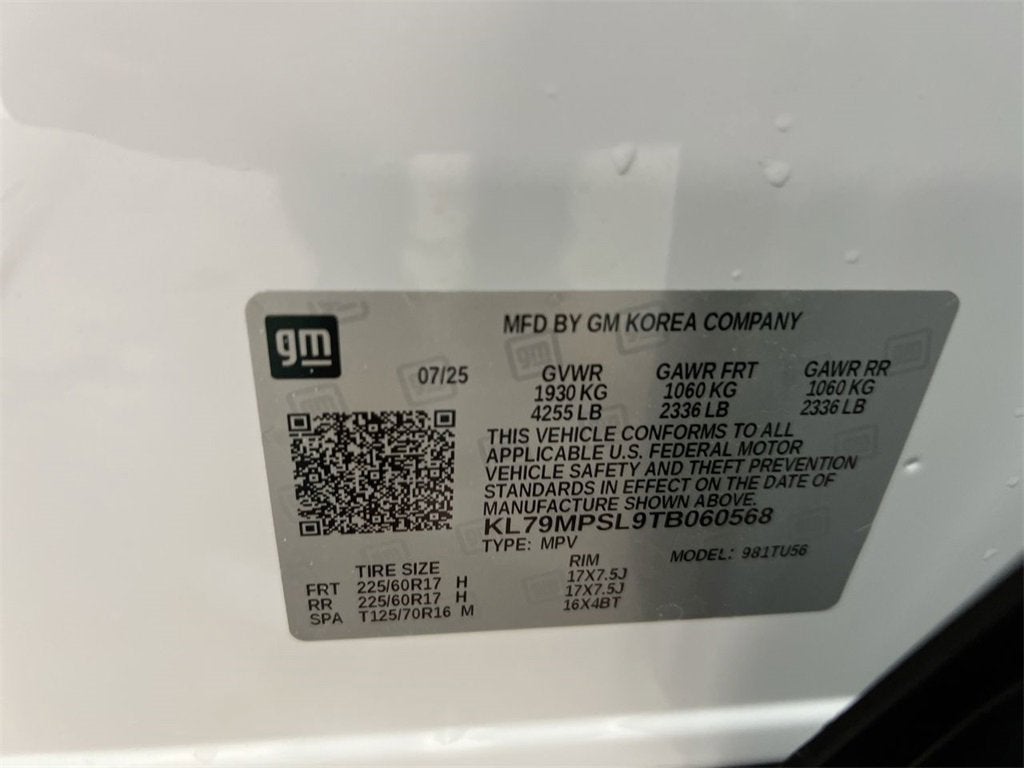 gm
MFD BY GM KOREA COMPANY
07/25 GVWR GAWR FRT GAWR RR
1930 KG 1060 KG 1060 KG
4255 LB 2336 LB 2336 LB
THIS VEHICLE CONFORMS TO ALL
APPLICABLE U.S. FEDERAL MOTOR
VEHICLE SAFETY AND THEFT PREVENTION
STANDARDS IN EFFECT ON THE DATE OF
MANUFACTURE SHOWN ABOVE.
KL79MPSL9TB060568
TYPE: MPV MODEL: 981TU56
TIRE SIZE RIM
FRT 225/60R17 H 17X7.5J
RR 225/60R17 H 17X7.5J
SPA T125/70R16 M 16X4BT